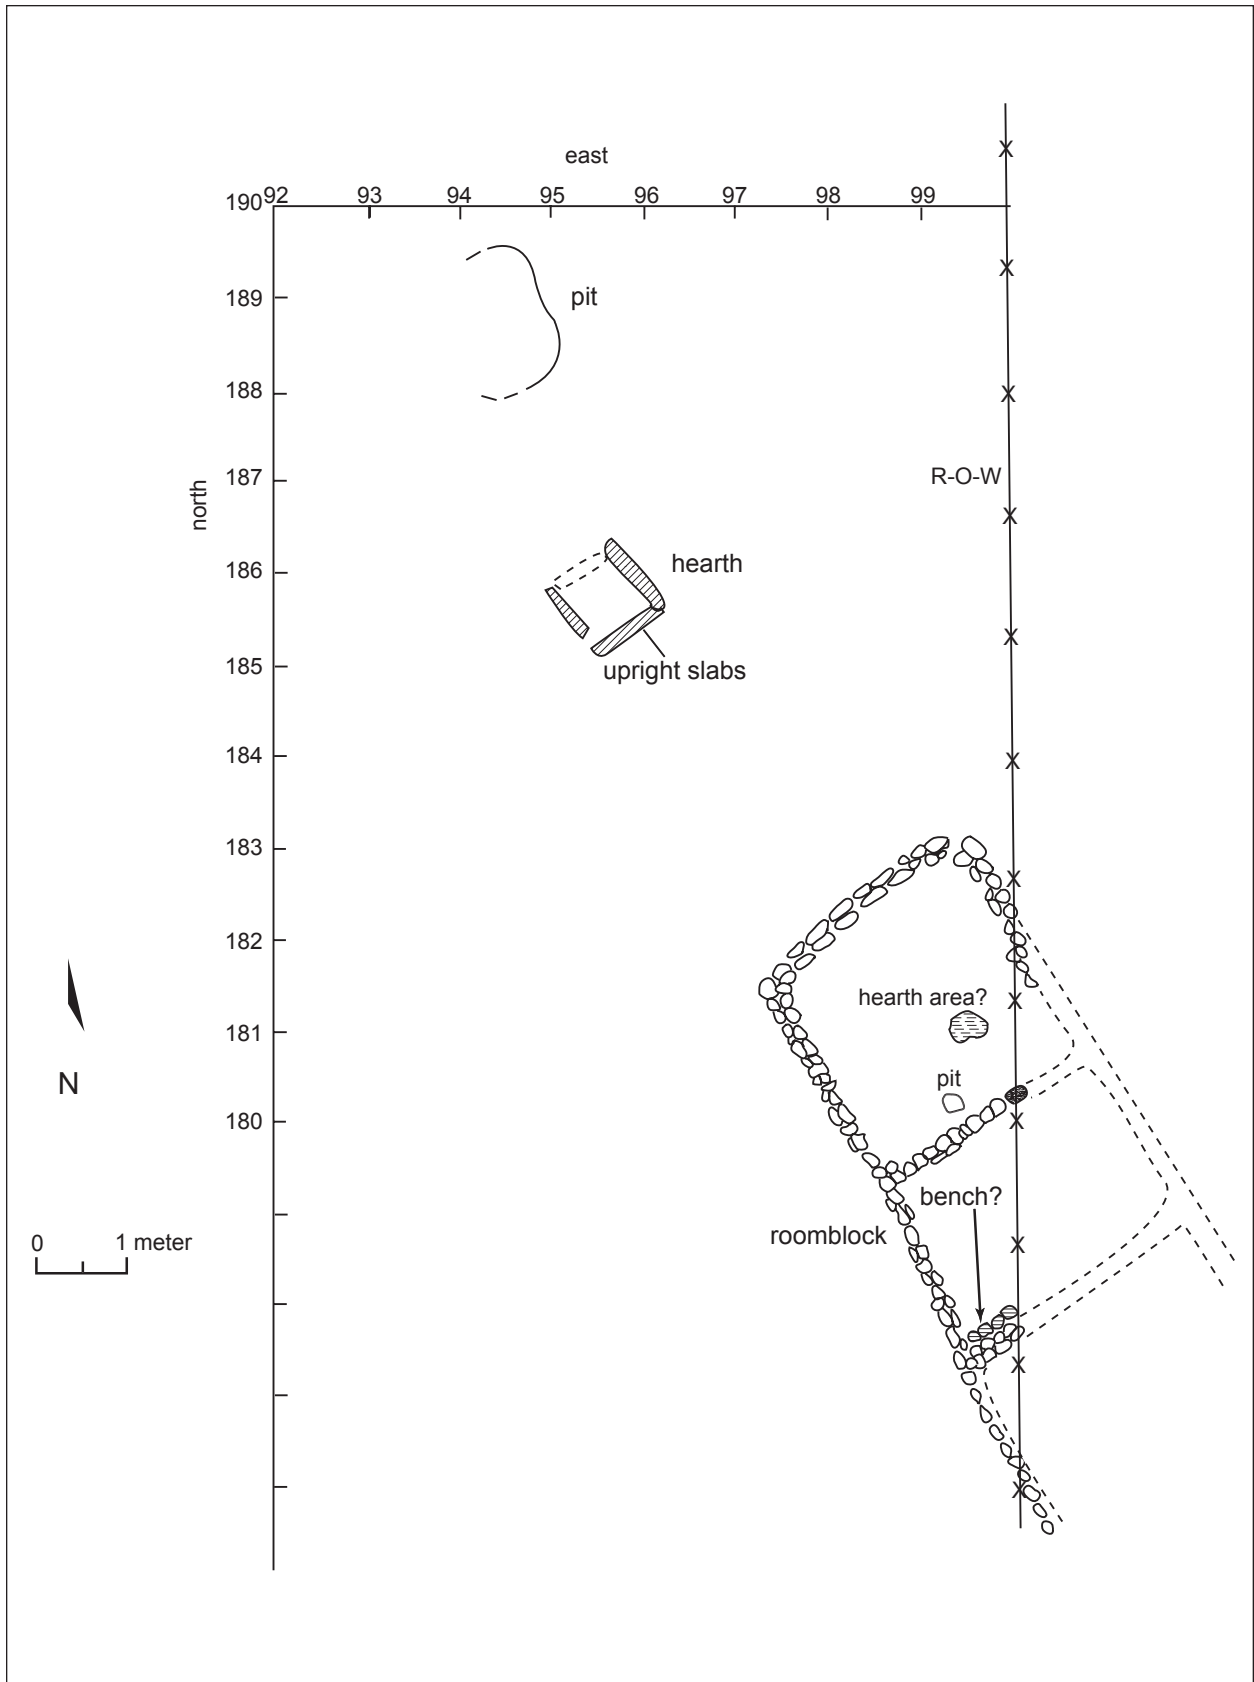 east
190 92 93 94 95 96 97 98 99
189
pit
188
187
R-O-W
north
186
hearth
185
upright slabs
184
183
182
hearth area?
181
pit
N
180
bench?
roomblock
0 1 meter